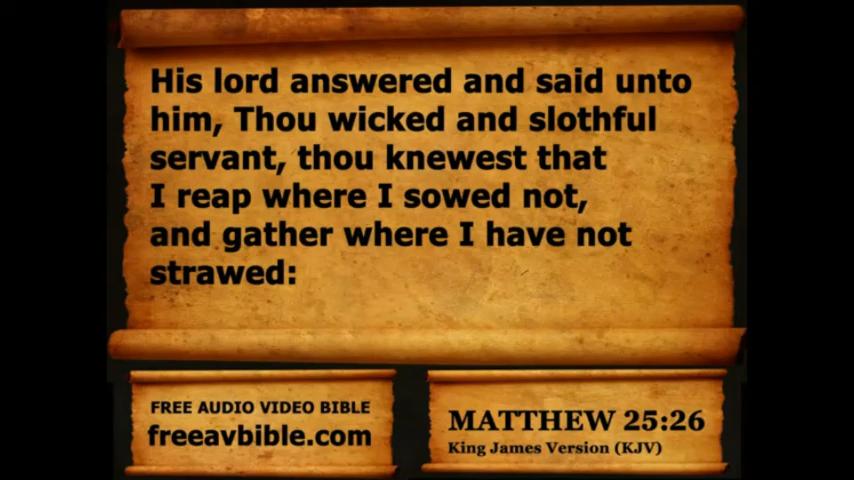 His lord answered and said unto
him, Thou wicked and slothful
servant, thou knewest that
I reap where I sowed not,
and gather where I have not
strawed:
FREE AUDIO VIDEO BIBLE
freeavbible.com
MATTHEW 25:26
King James Version (KJV)